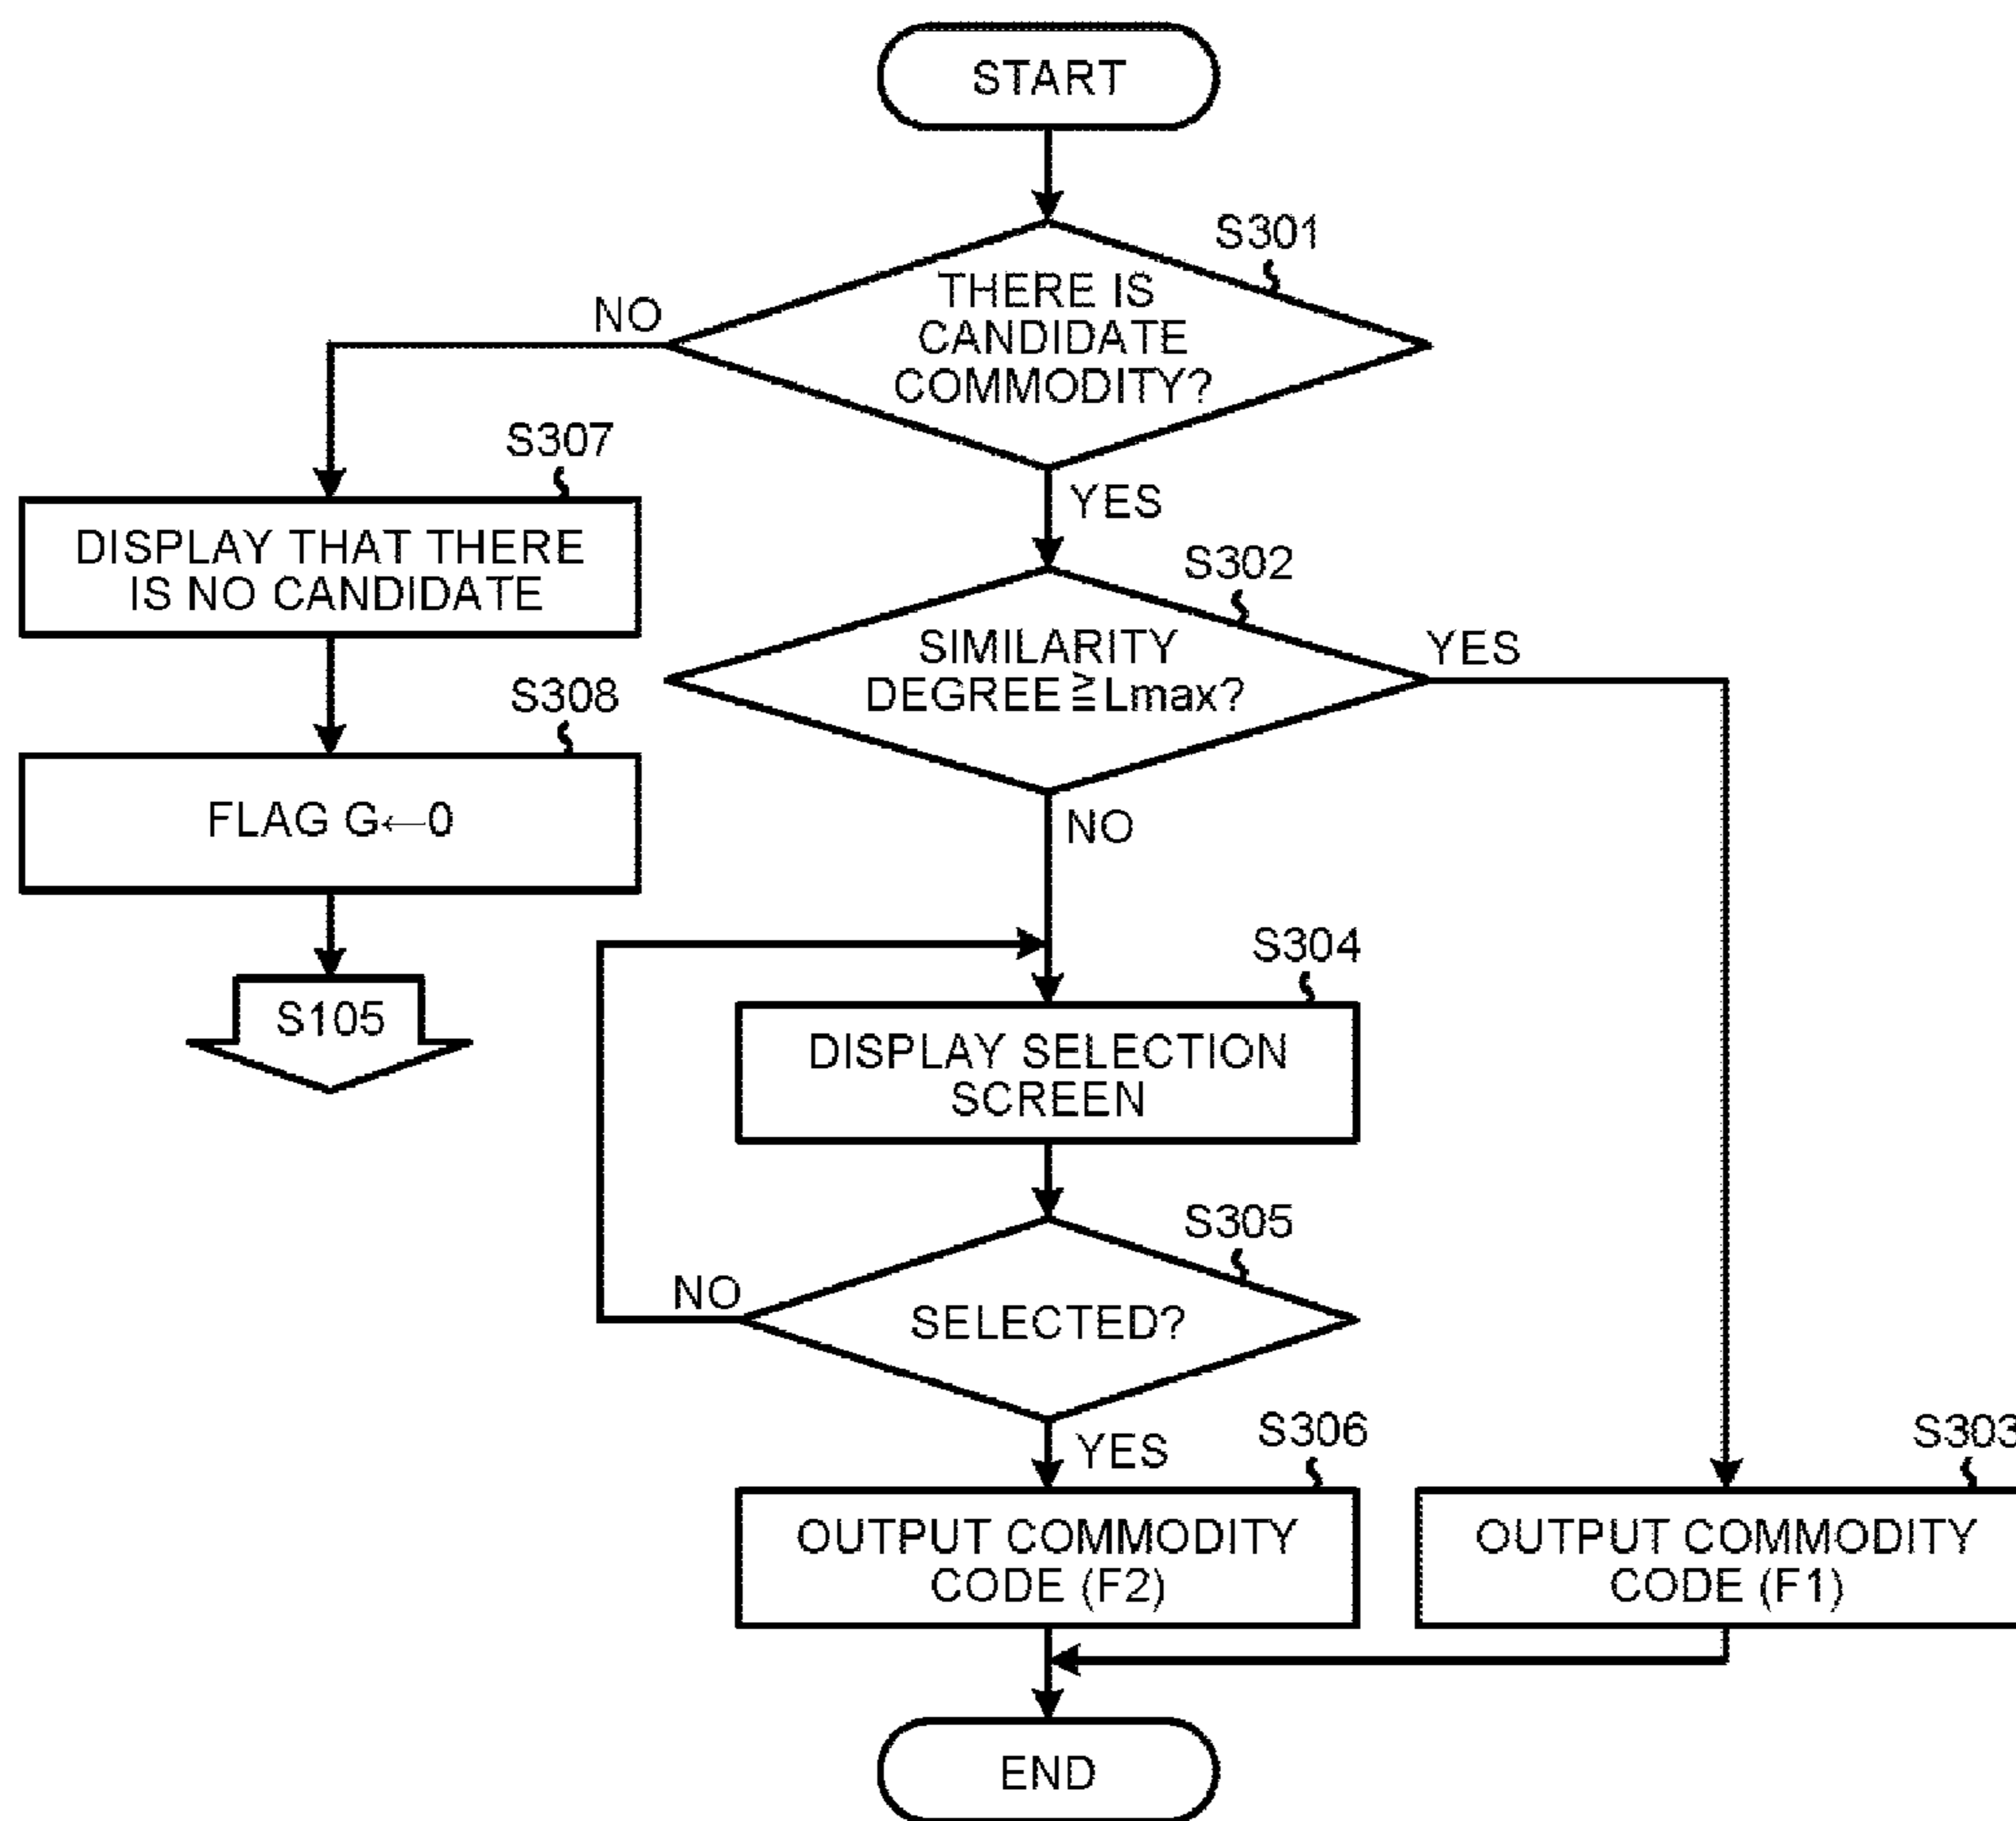 START
S301
THERE IS
CANDIDATE
COMMODITY?
NO
YES
S307
DISPLAY THAT THERE
IS NO CANDIDATE
S302
SIMILARITY
DEGREE≧Lmax?
YES
NO
S308
FLAG G←0
S105
S304
DISPLAY SELECTION
SCREEN
S305
SELECTED?
NO
YES
S306
OUTPUT COMMODITY
CODE (F2)
S303
OUTPUT COMMODITY
CODE (F1)
END